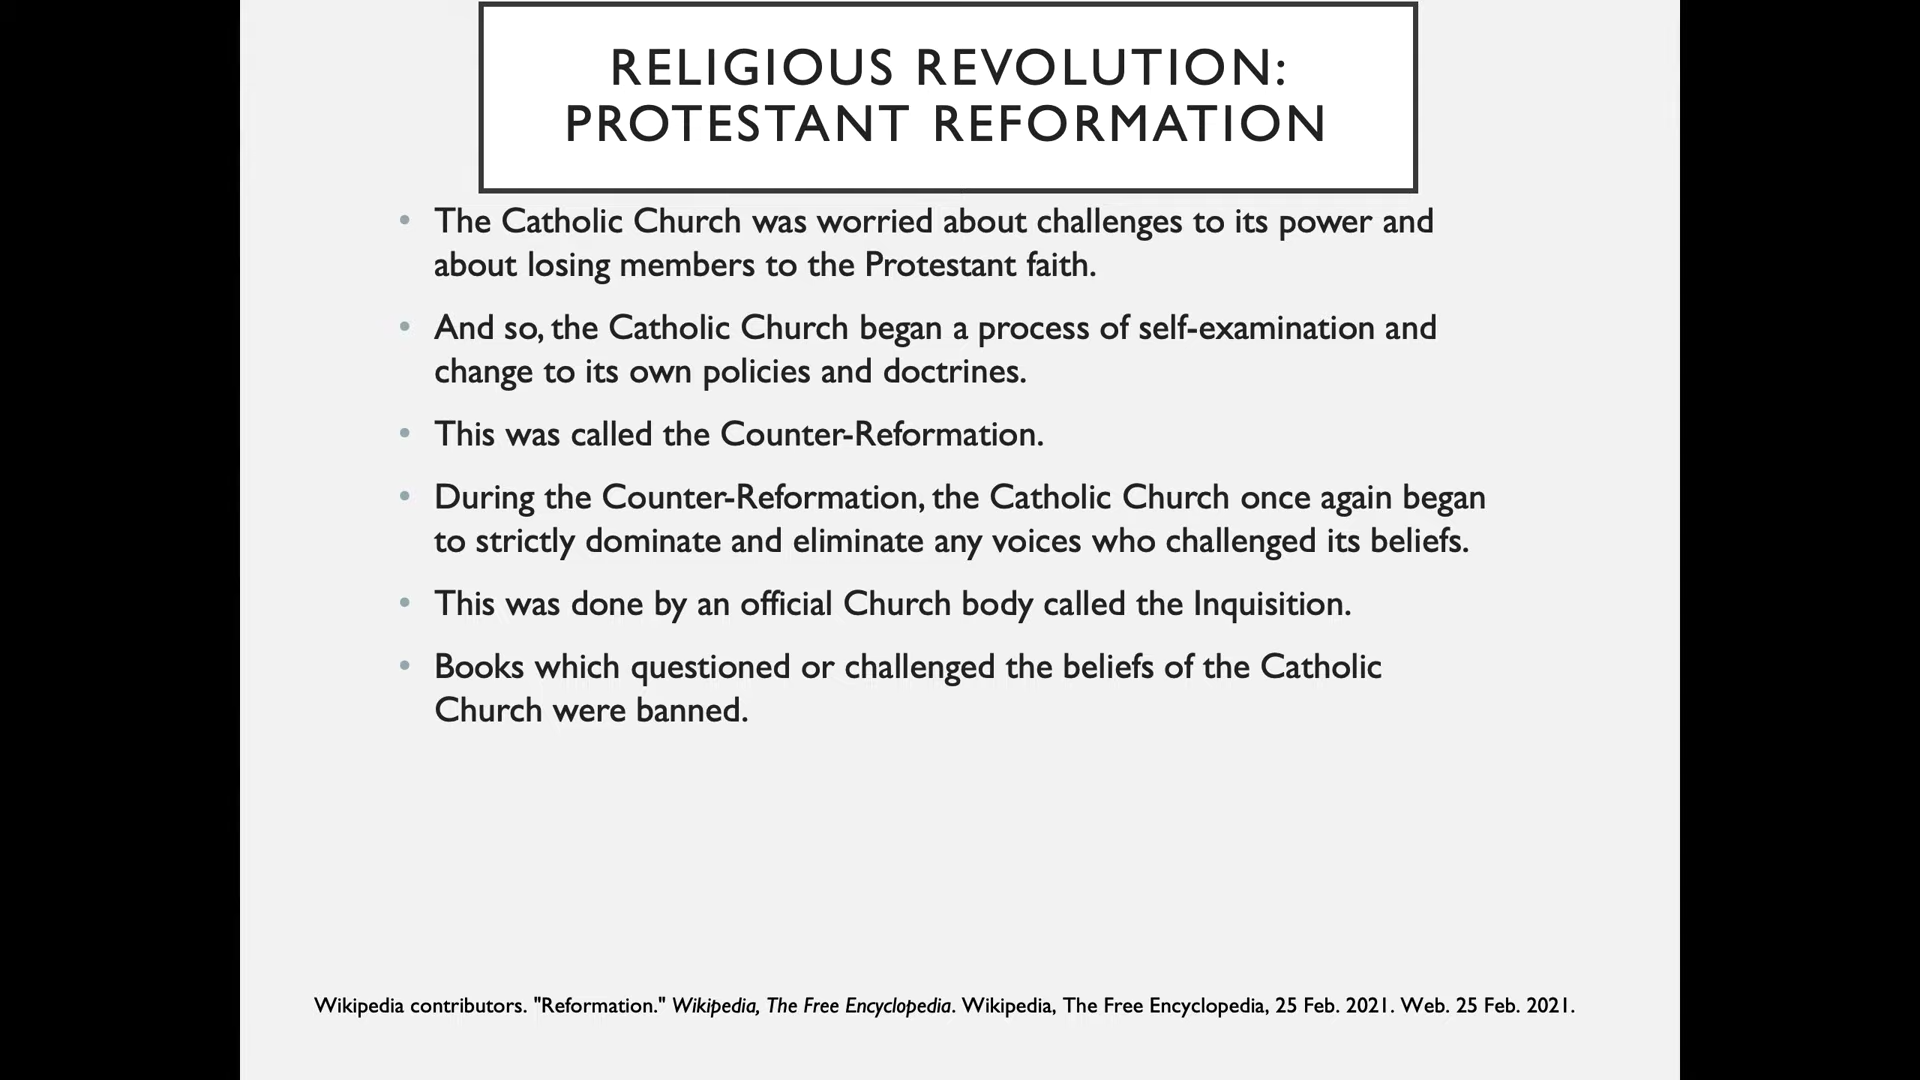 RELIGIOUS REVOLUTION:
PROTESTANT REFORMATION
• The Catholic Church was worried about challenges to its power and
about losing members to the Protestant faith.
• And so, the Catholic Church began a process of self-examination and
change to its own policies and doctrines.
• This was called the Counter-Reformation.
• During the Counter-Reformation, the Catholic Church once again began
to strictly dominate and eliminate any voices who challenged its beliefs.
• This was done by an official Church body called the Inquisition.
• Books which questioned or challenged the beliefs of the Catholic
Church were banned.
Wikipedia contributors. "Reformation." Wikipedia, The Free Encyclopedia. Wikipedia, The Free Encyclopedia, 25 Feb. 2021. Web. 25 Feb. 2021.